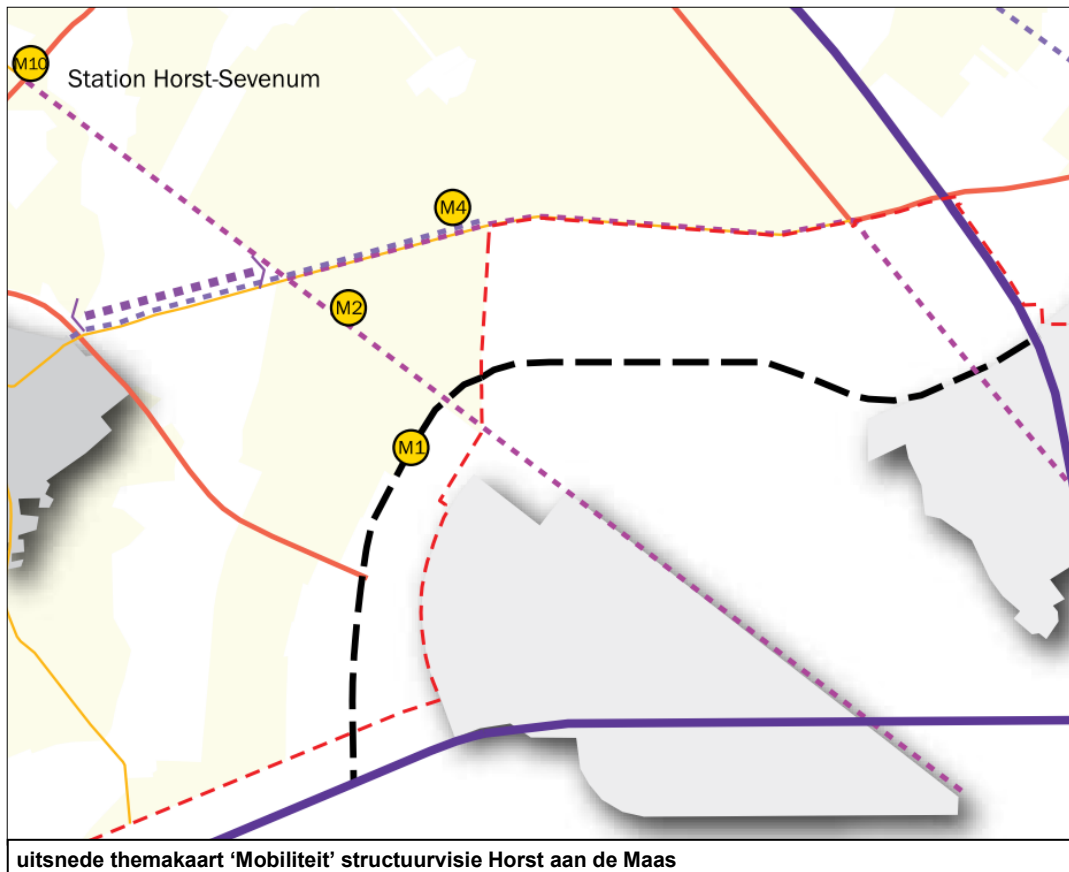 M10
Station Horst-Sevenum
M4
M2
M1
uitsnede themakaart ‘Mobiliteit’ structuurvisie Horst aan de Maas